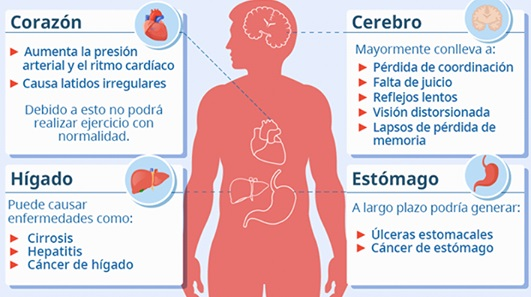 Corazón
Aumenta la presión
arterial y el ritmo cardíaco
Causa latidos irregulares
Debido a esto no podrá
realizar ejercicio con
normalidad.
Cerebro
Mayormente conlleva a:
Pérdida de coordinación
Falta de juicio
Reflejos lentos
Visión distorsionada
Lapsos de pérdida de
memoria
Hígado
Puede causar
enfermedades como:
Cirrosis
Hepatitis
Cáncer de hígado
Estómago
A largo plazo podría generar:
Úlceras estomacales
Cáncer de estómago